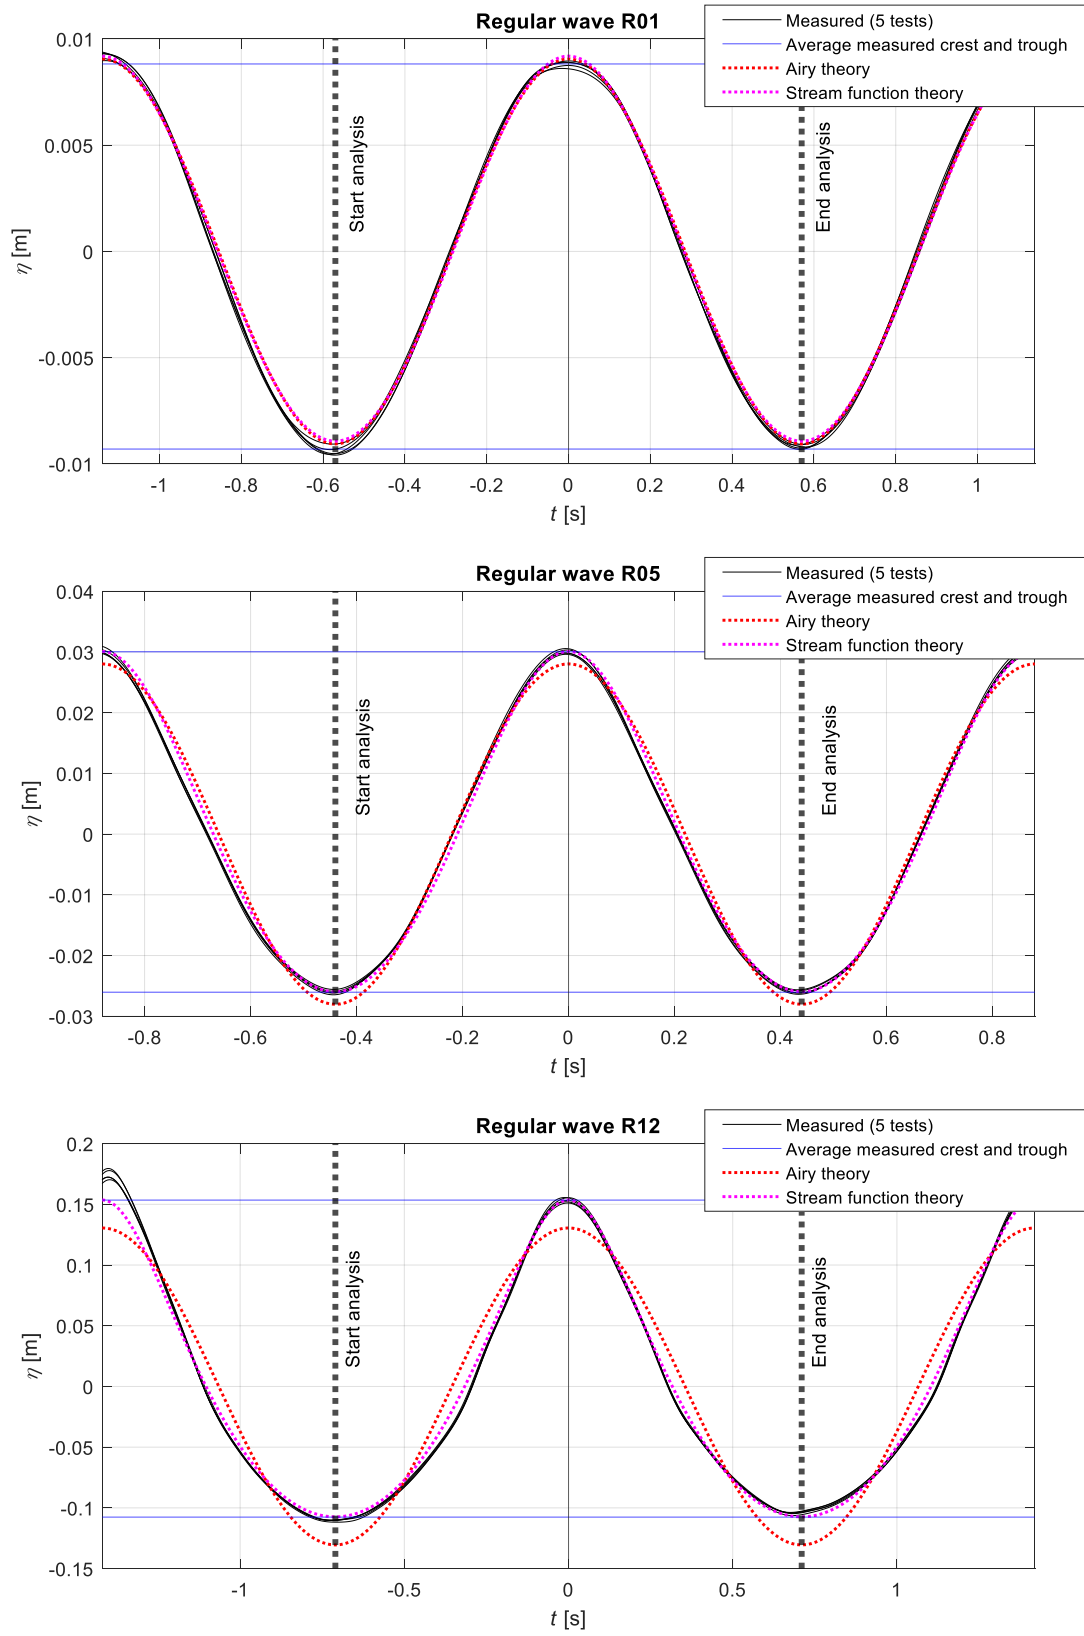 Regular wave R01
Measured (5 tests)
Average measured crest and trough
Airy theory
Stream function theory
0.01
0.005
0
-0.005
-0.01
η [m]
Start analysis
End analysis
-1 -0.8 -0.6 -0.4 -0.2 0 0.2 0.4 0.6 0.8 1
t [s]
Regular wave R05
Measured (5 tests)
Average measured crest and trough
Airy theory
Stream function theory
0.04
0.03
0.02
0.01
0
-0.01
-0.02
-0.03
η [m]
Start analysis
End analysis
-0.8 -0.6 -0.4 -0.2 0 0.2 0.4 0.6 0.8
t [s]
Regular wave R12
Measured (5 tests)
Average measured crest and trough
Airy theory
Stream function theory
0.2
0.15
0.1
0.05
0
-0.05
-0.1
-0.15
η [m]
Start analysis
End analysis
-1 -0.5 0 0.5 1
t [s]